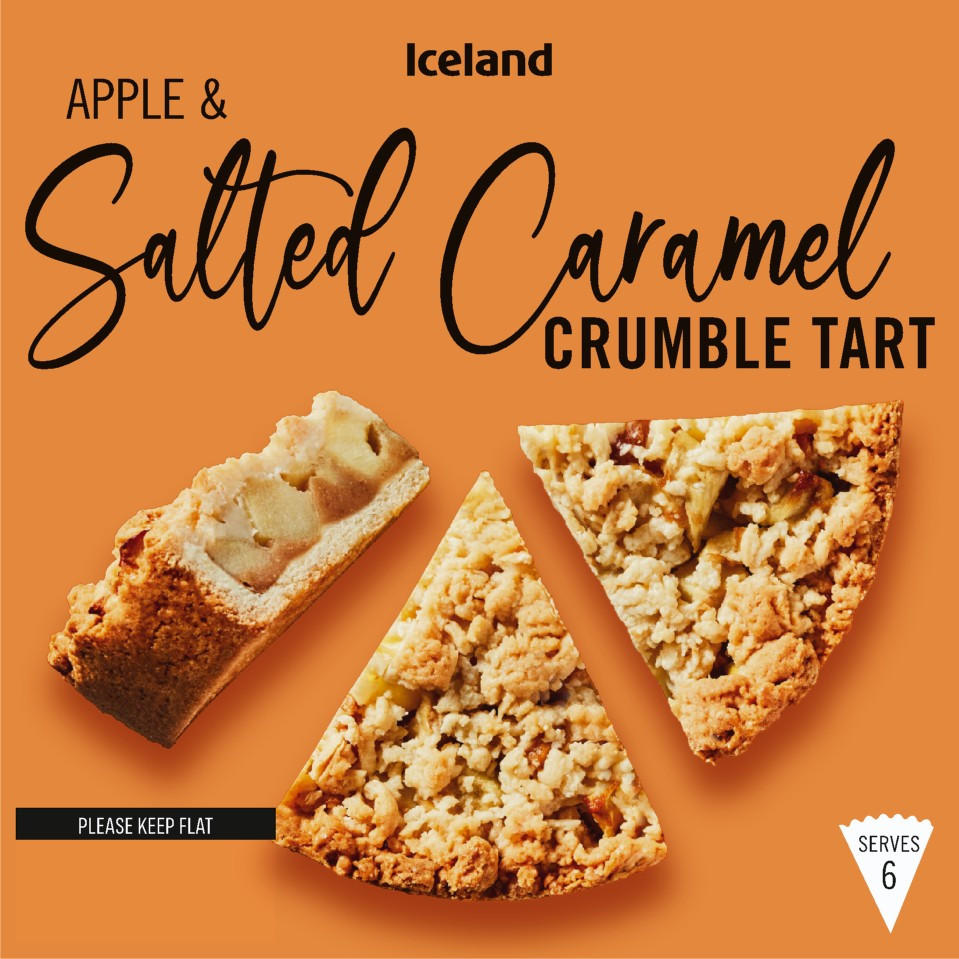 Iceland
APPLE &
Salted Caramel
CRUMBLE TART
PLEASE KEEP FLAT
SERVES
6